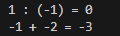 1 : (-1) = 0
-1 + -2 = -3